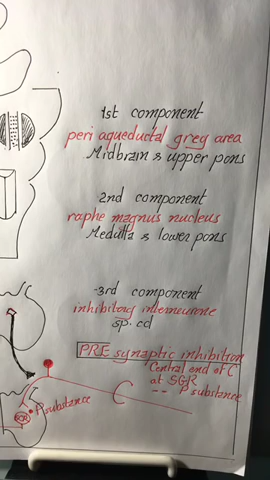 1st component
peri aqueductal grey area
Midbrain & upper pons
2nd component
raphe magnus nucleus
Medulla & lower pons
-3rd component
inhibitory interneurone
sp. cd
PRE synaptic inhibition
Central end of C
at SGR
-- P substance
C
P substance